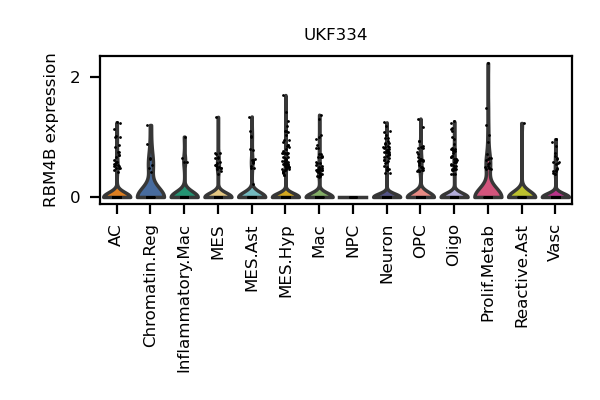 UKF334
RBM4B expression
2
0
AC
Chromatin.Reg
Inflammatory.Mac
MES
MES.Ast
MES.Hyp
Mac
NPC
Neuron
OPC
Oligo
Prolif.Metab
Reactive.Ast
Vasc